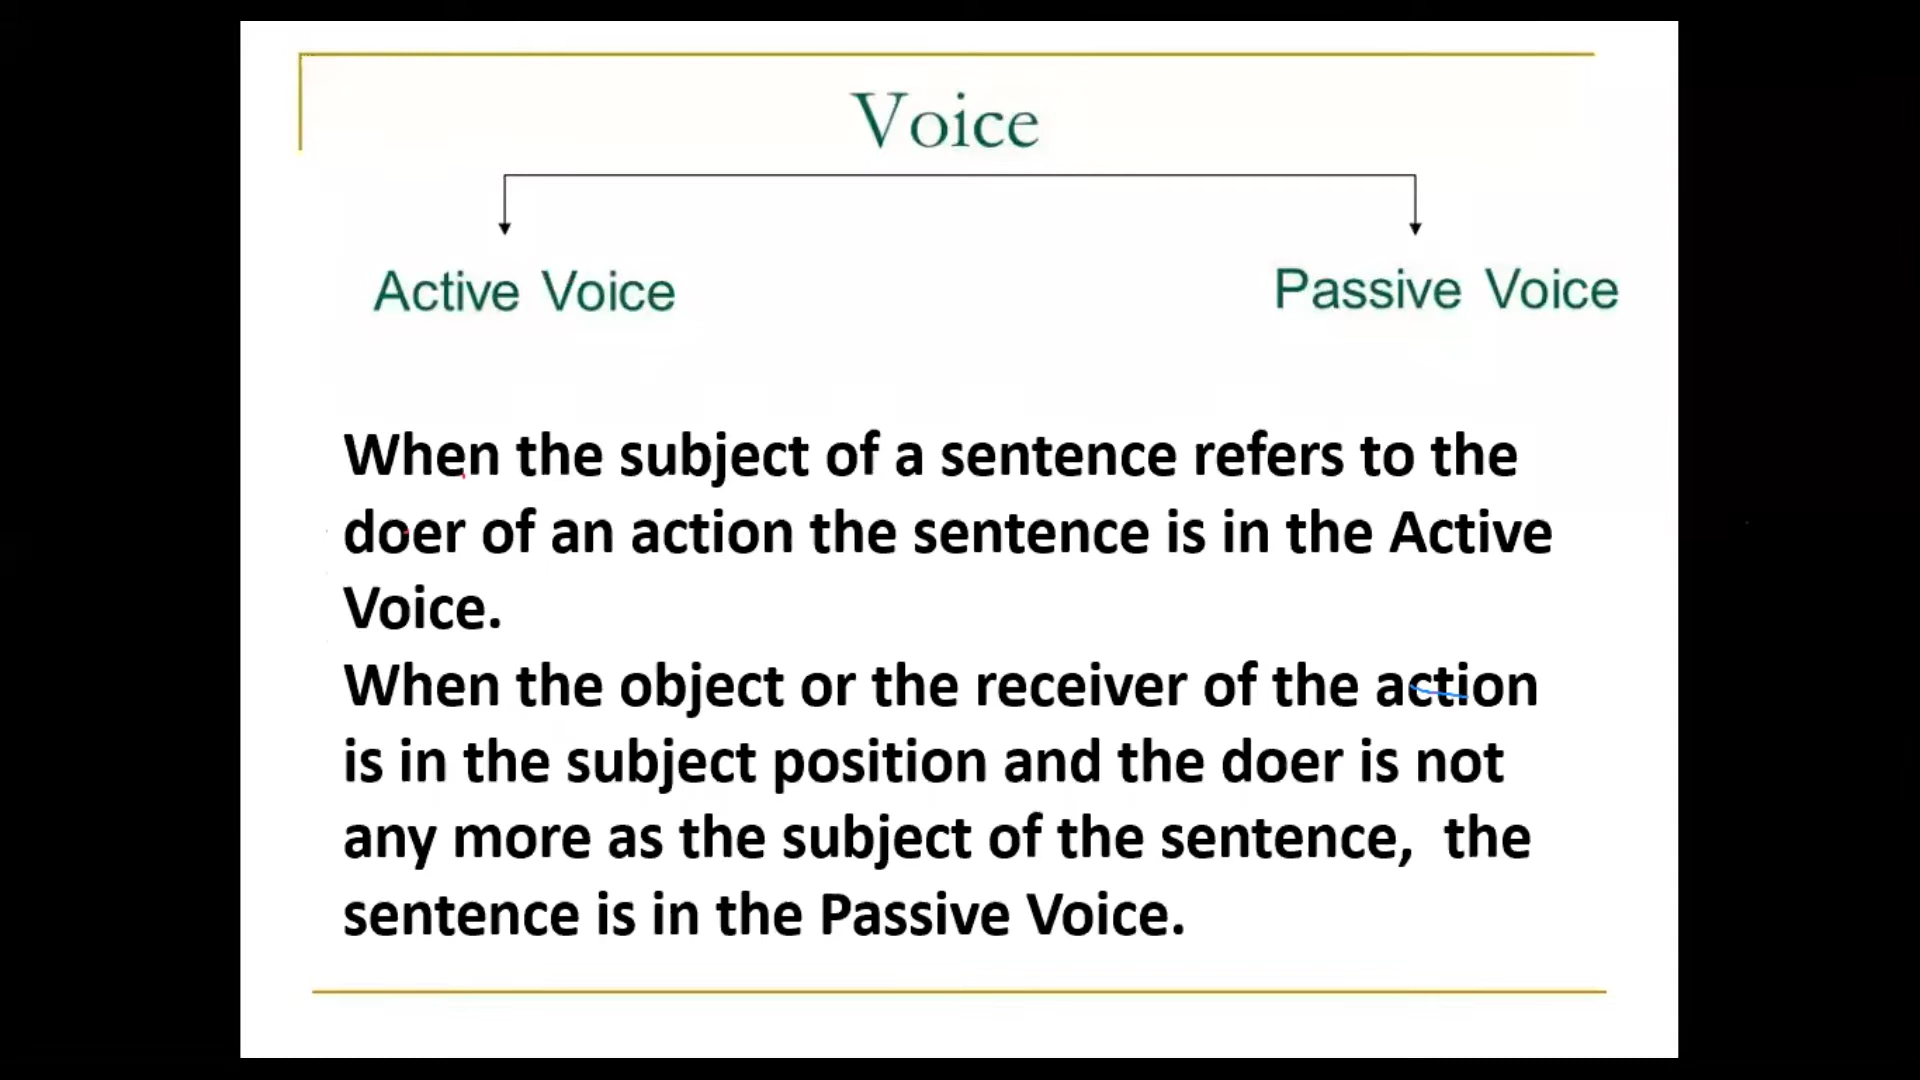 Voice
Active Voice
Passive Voice
When the subject of a sentence refers to the
doer of an action the sentence is in the Active
Voice.
When the object or the receiver of the action
is in the subject position and the doer is not
any more as the subject of the sentence, the
sentence is in the Passive Voice.